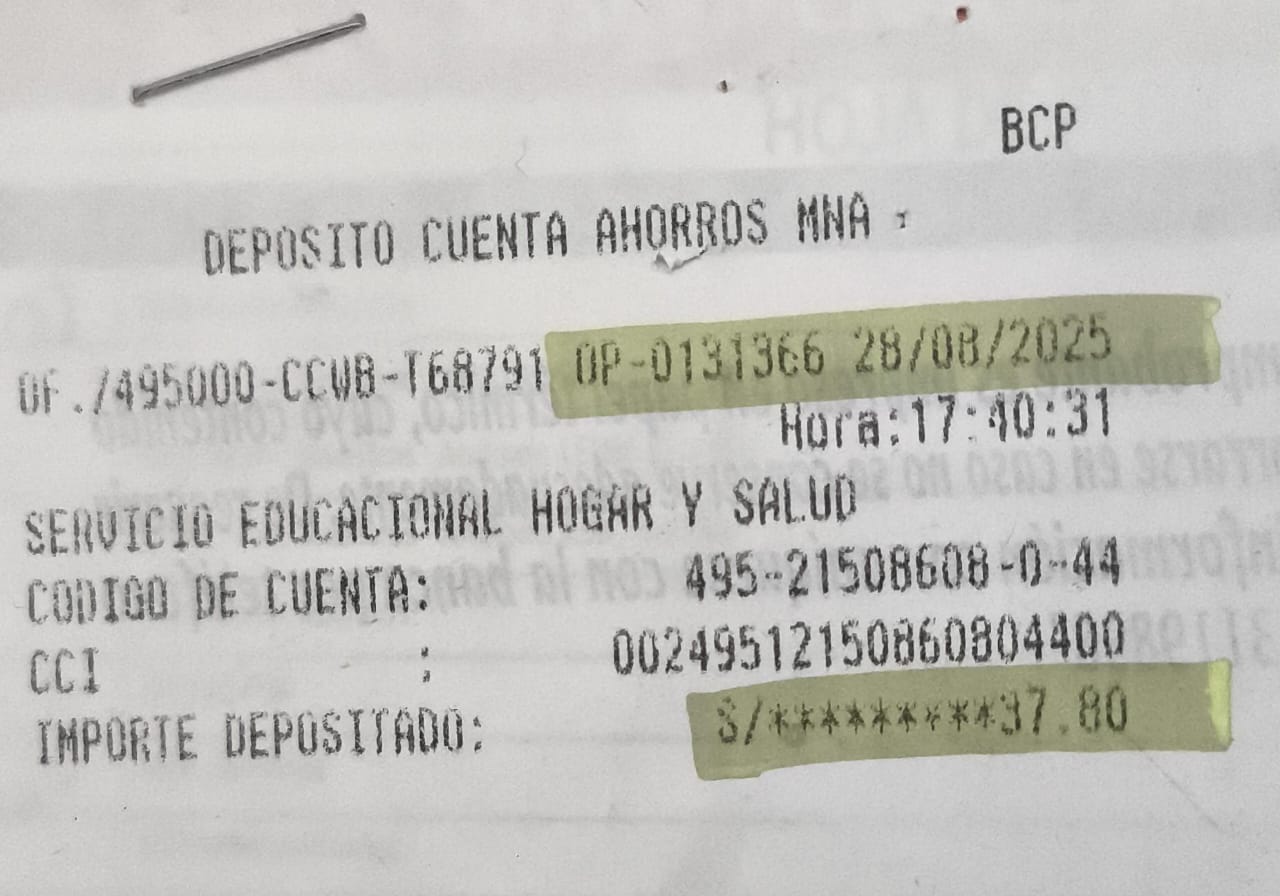 BCP
DEPOSITO CUENTA AHORROS MNA
OF./495000-CCWB-T68791 OP-0131366 28/08/2025
Hora:17:40:31
SERVICIO EDUCACIONAL HOGAR Y SALUD
CODIGO DE CUENTA: 495-21508608-0-44
CCI : 00249512150860804400
IMPORTE DEPOSITADO: S/*********37.80